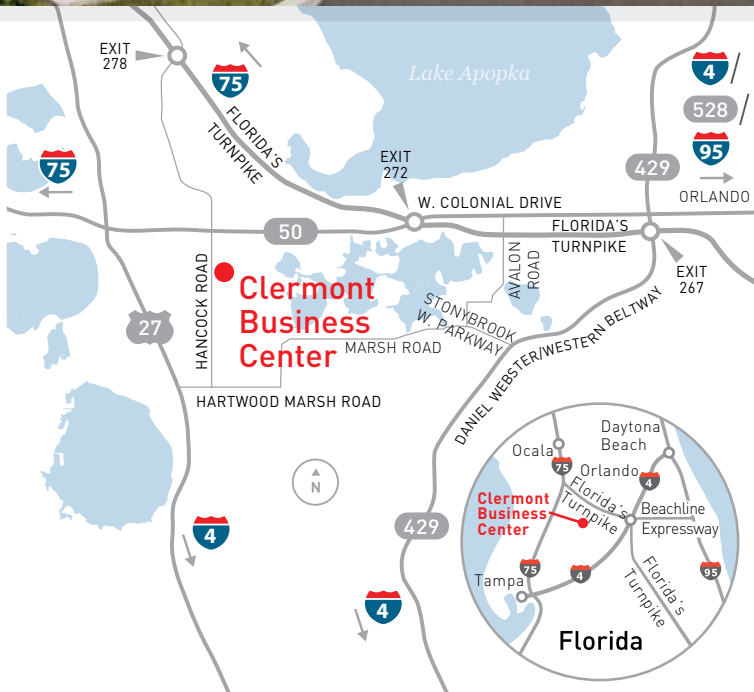 EXIT
278
75
Lake Apopka
4
528
95
ORLANDO
429
FLORIDA'S
TURNPIKE
75
EXIT
272
W. COLONIAL DRIVE
50
FLORIDA'S
TURNPIKE
EXIT
267
AVALON
ROAD
HANCOCK ROAD
Clermont
Business
Center
STONYBROOK
W. PARKWAY
MARSH ROAD
27
HARTWOOD MARSH ROAD
DANIEL WEBSTER/WESTERN BELTWAY
N
429
4
4
Daytona
Beach
Ocala
75
Orlando
4
Florida's
Turnpike
Clermont
Business
Center
Beachline
Expressway
75
4
95
Tampa
Florida's
Turnpike
Florida